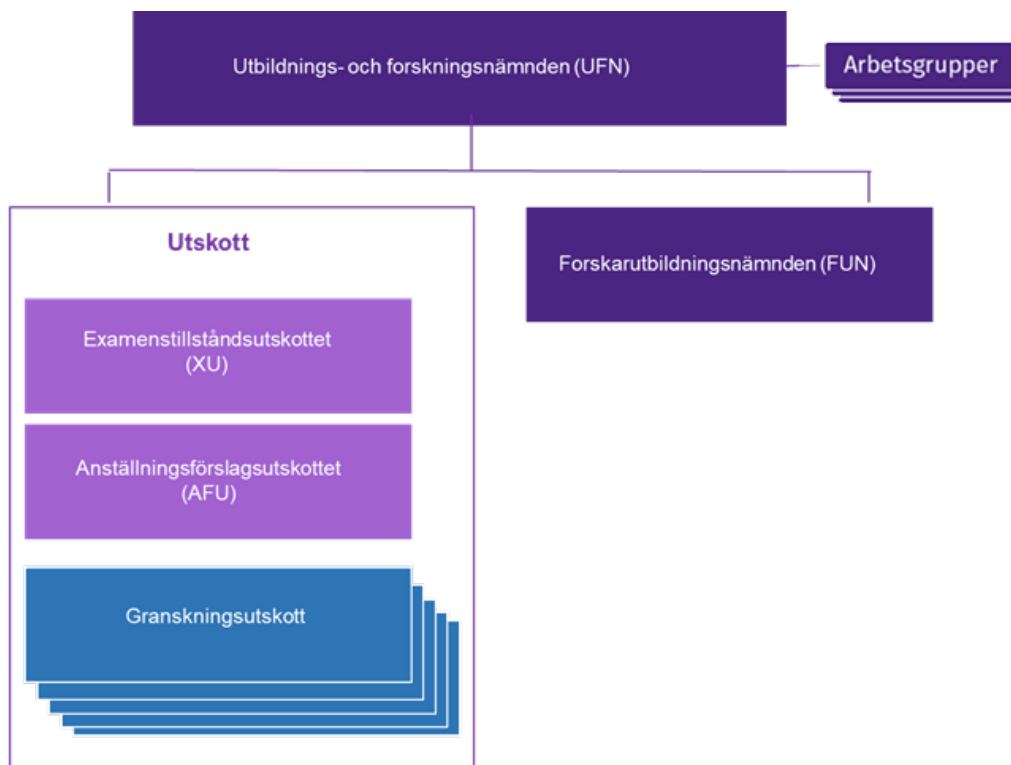 Utbildnings- och forskningsnämnden (UFN)
Arbetsgrupper
Utskott
Forskarutbildningsnämnden (FUN)
Examenstillståndsutskottet
(XU)
Anställningsförslagsutskottet
(AFU)
Granskningsutskott